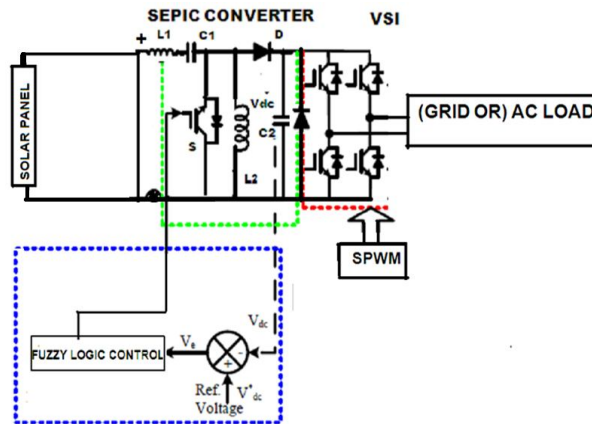 SEPIC CONVERTER
VSI
+
L1
C1
D
SOLAR PANEL
Vdc
C2
S
L2
(GRID OR) AC LOAD
SPWM
Vdc
FUZZY LOGIC CONTROL
Ve
-
+
Ref.
Voltage
V*dc